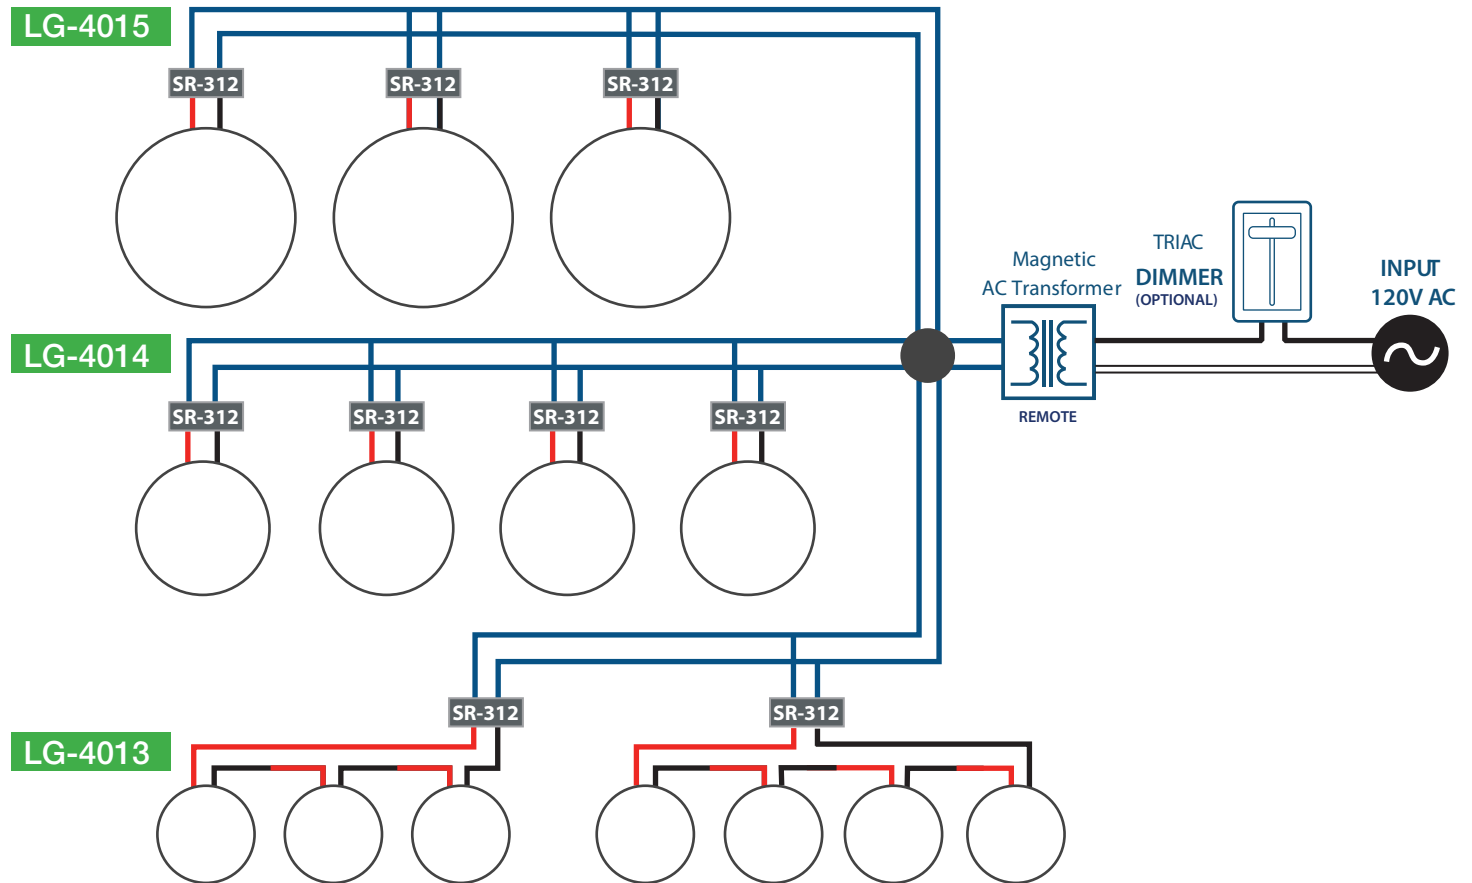 LG-4015
SR-312
SR-312
SR-312
TRIAC
DIMMER
(OPTIONAL)
Magnetic
AC Transformer
INPUT
120V AC
REMOTE
LG-4014
SR-312
SR-312
SR-312
SR-312
SR-312
SR-312
LG-4013